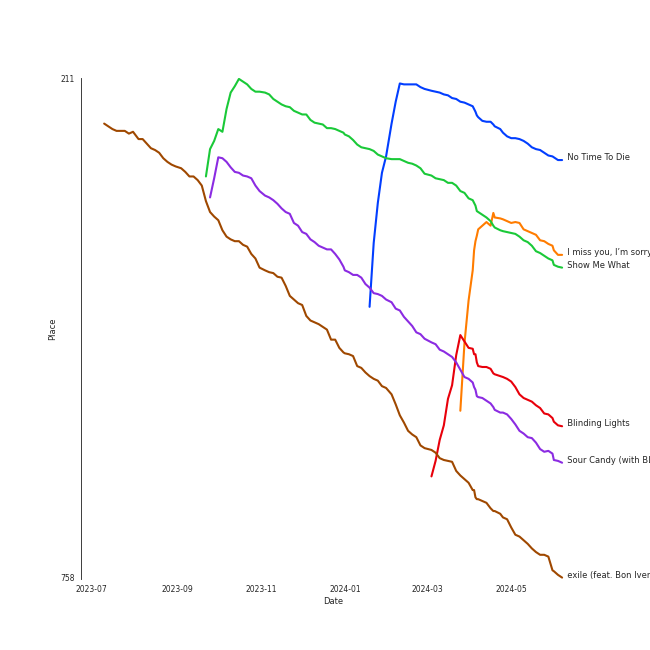 211
No Time To Die
I miss you, I'm sorry
Show Me What
Place
Blinding Lights
Sour Candy (with Bl
758
exile (feat. Bon Iver
2023-07 2023-09 2023-11 2024-01 2024-03 2024-05
Date